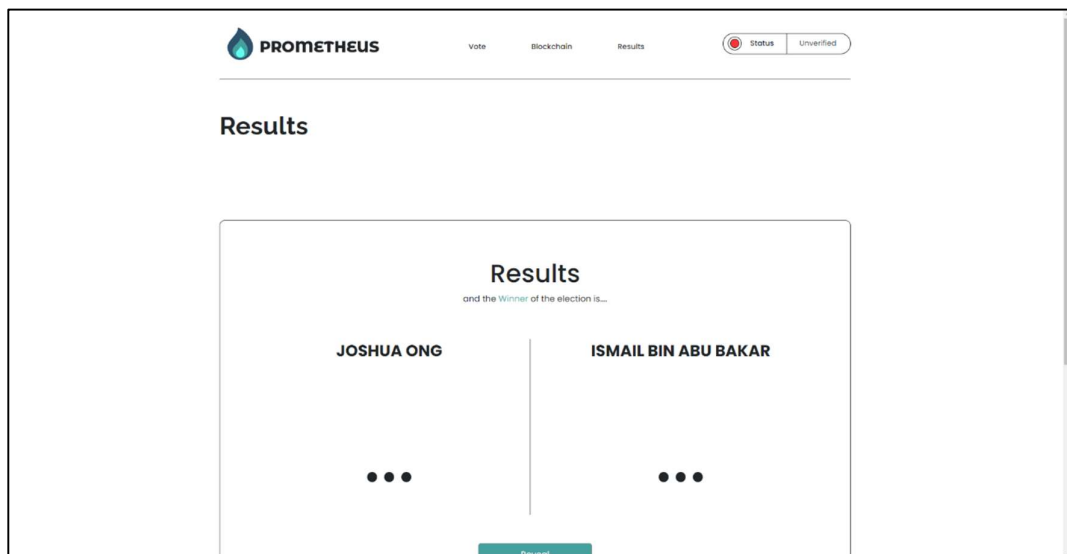 PROMETHEUS Vote Blockchain Results Status Unverified
Results
Results
and the Winner of the election is....
JOSHUA ONG ISMAIL BIN ABU BAKAR
Reveal